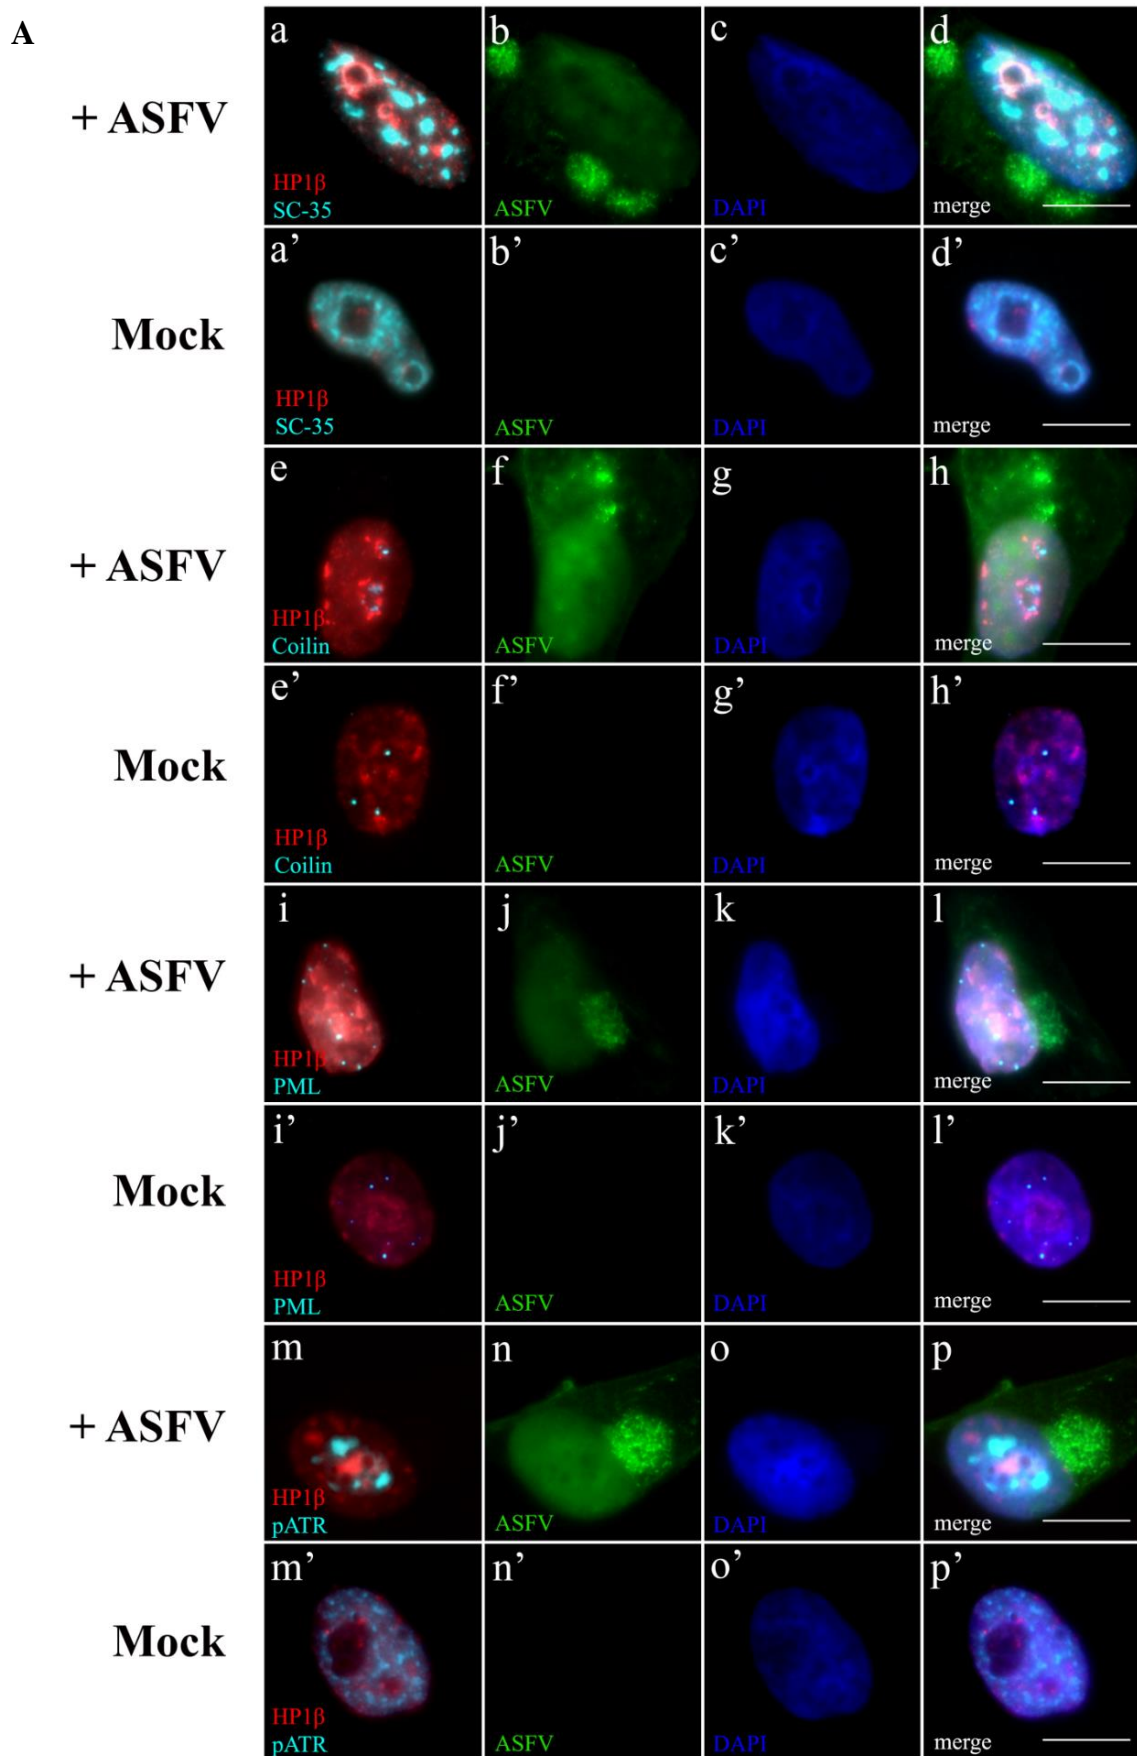 A
+ ASFV
a
HP1β
SC-35
b
ASFV
c
DAPI
d
merge
Mock
a’
HP1β
SC-35
b’
ASFV
c’
DAPI
d’
merge
+ ASFV
e
HP1β
Coilin
f
ASFV
g
DAPI
h
merge
Mock
e’
HP1β
Coilin
f’
ASFV
g’
DAPI
h’
merge
+ ASFV
i
HP1β
PML
j
ASFV
k
DAPI
l
merge
Mock
i’
HP1β
PML
j’
ASFV
k’
DAPI
l’
merge
+ ASFV
m
HP1β
pATR
n
ASFV
o
DAPI
p
merge
Mock
m’
HP1β
pATR
n’
ASFV
o’
DAPI
p’
merge